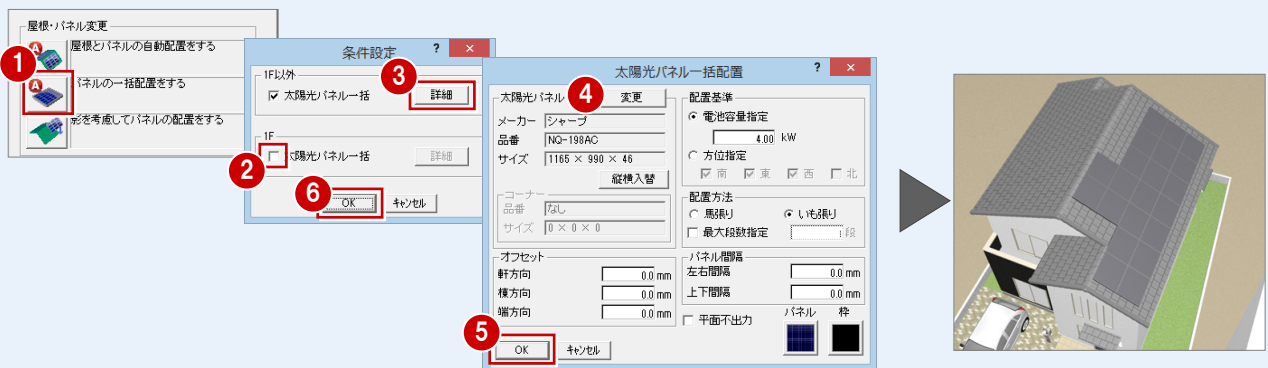 屋根・パネル変更
屋根とパネルの自動配置をする
1
パネルの一括配置をする
影を考慮してパネルの配置をする
条件設定
? ×
1F以外
3
太陽光パネル一括
詳細
1F
2
太陽光パネル一括
詳細
6
OK
キャンセル
太陽光パネル一括配置
? ×
太陽光パネル
4
変更
メーカー シャープ
品番 NQ-198AC
サイズ 1165 × 990 × 46
縦横入替
コーナー
品番 なし
サイズ 0 × 0 × 0
オフセット
軒方向 0.0 mm
棟方向 0.0 mm
端方向 0.0 mm
5
OK
キャンセル
配置基準
電池容量指定
4.00 kW
方位指定
南 東 西 北
配置方法
馬張り いも張り
最大段数指定 1 段
パネル間隔
左右間隔 0.0 mm
上下間隔 0.0 mm
平面不出力
パネル 枠